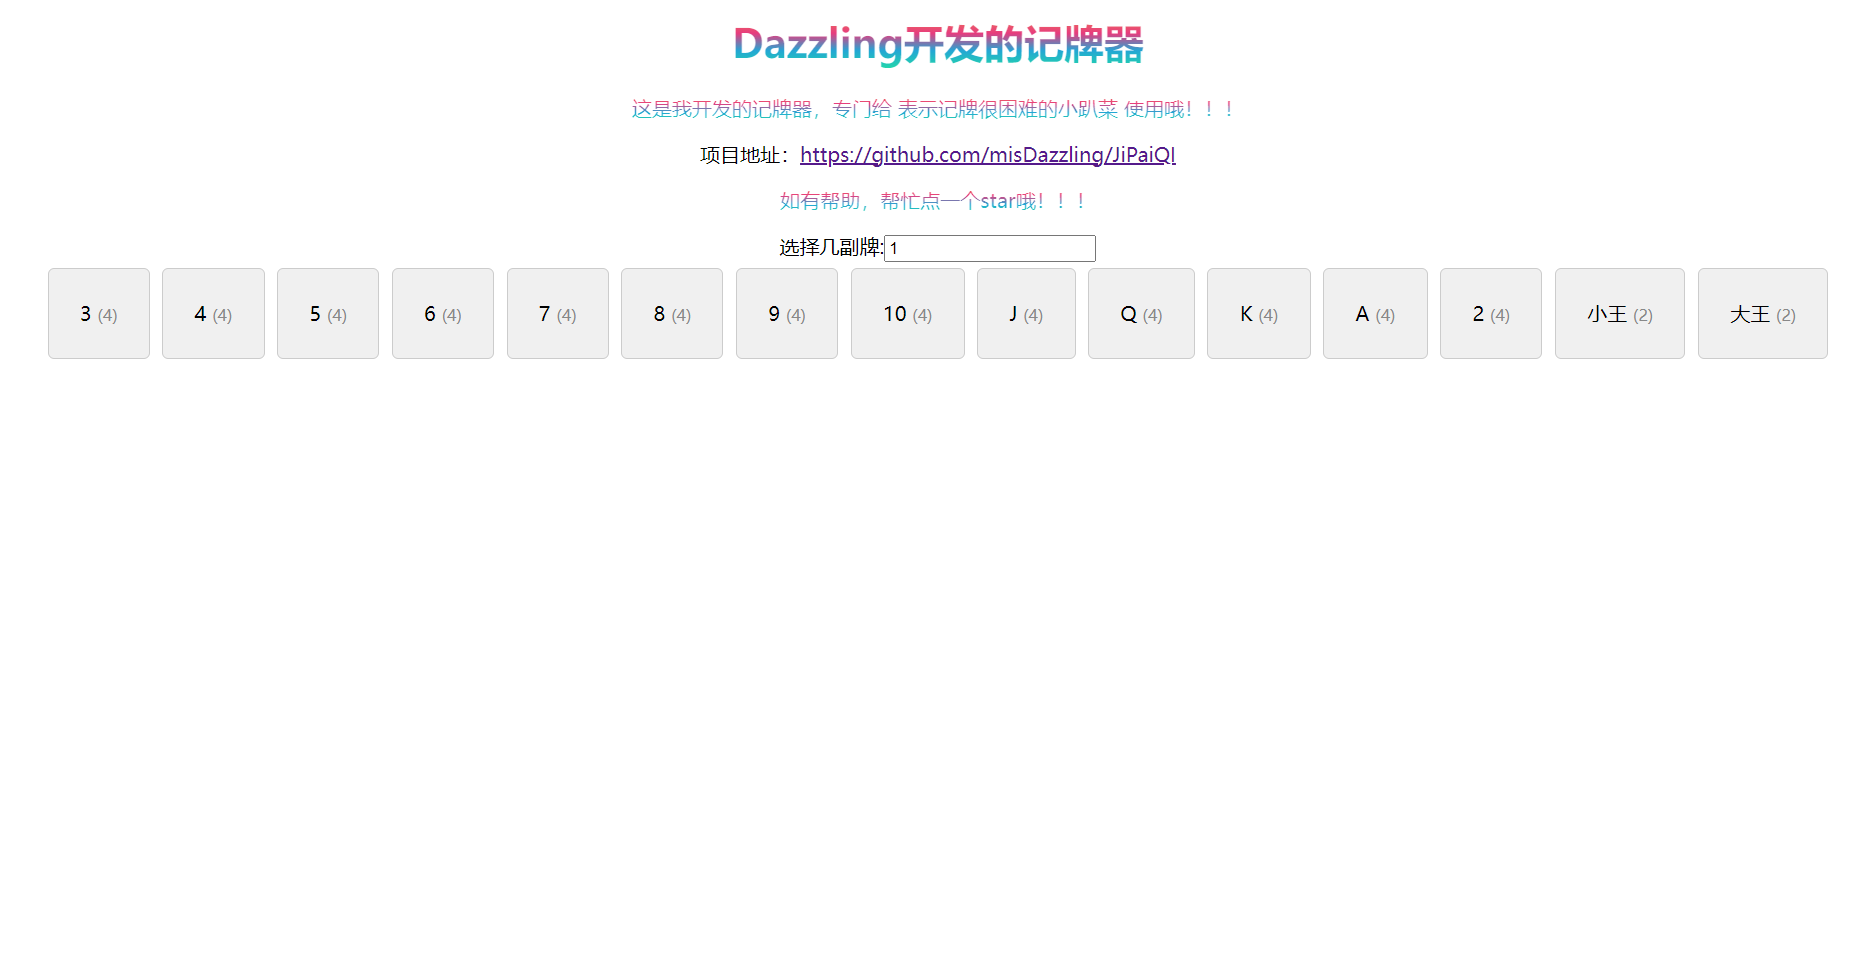 Dazzling开发的记牌器
这是我开发的记牌器，专门给 表示记牌很困难的小趴菜 使用哦！！！
项目地址：https://github.com/misDazzling/JiPaiQI
如有帮助，帮忙点一个star哦！！！
选择几副牌:1
3 (4) 4 (4) 5 (4) 6 (4) 7 (4) 8 (4) 9 (4) 10 (4) J (4) Q (4) K (4) A (4) 2 (4) 小王 (2) 大王 (2)